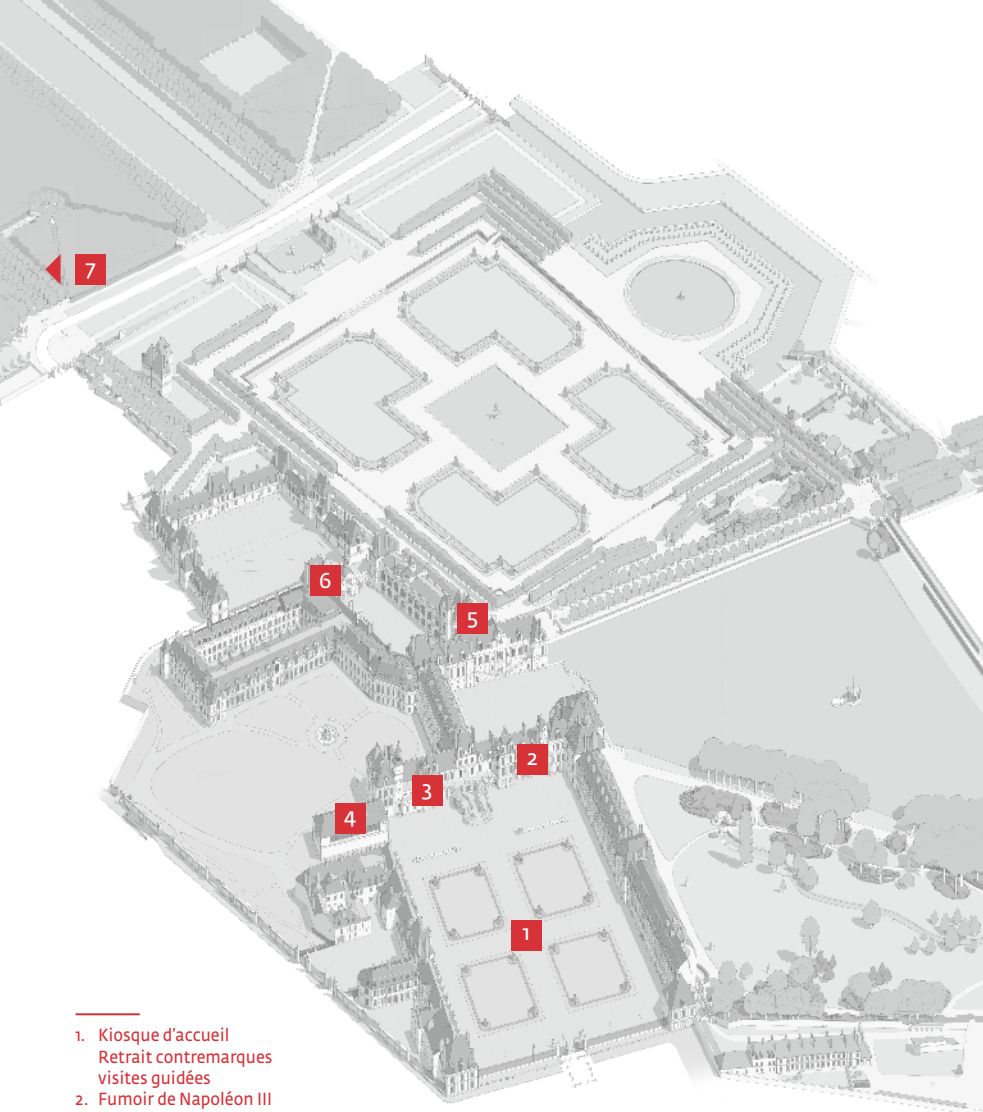 7
6
5
2
3
4
1
1. Kiosque d'accueil
Retrait contremarques
visites guidées
2. Fumoir de Napoléon III